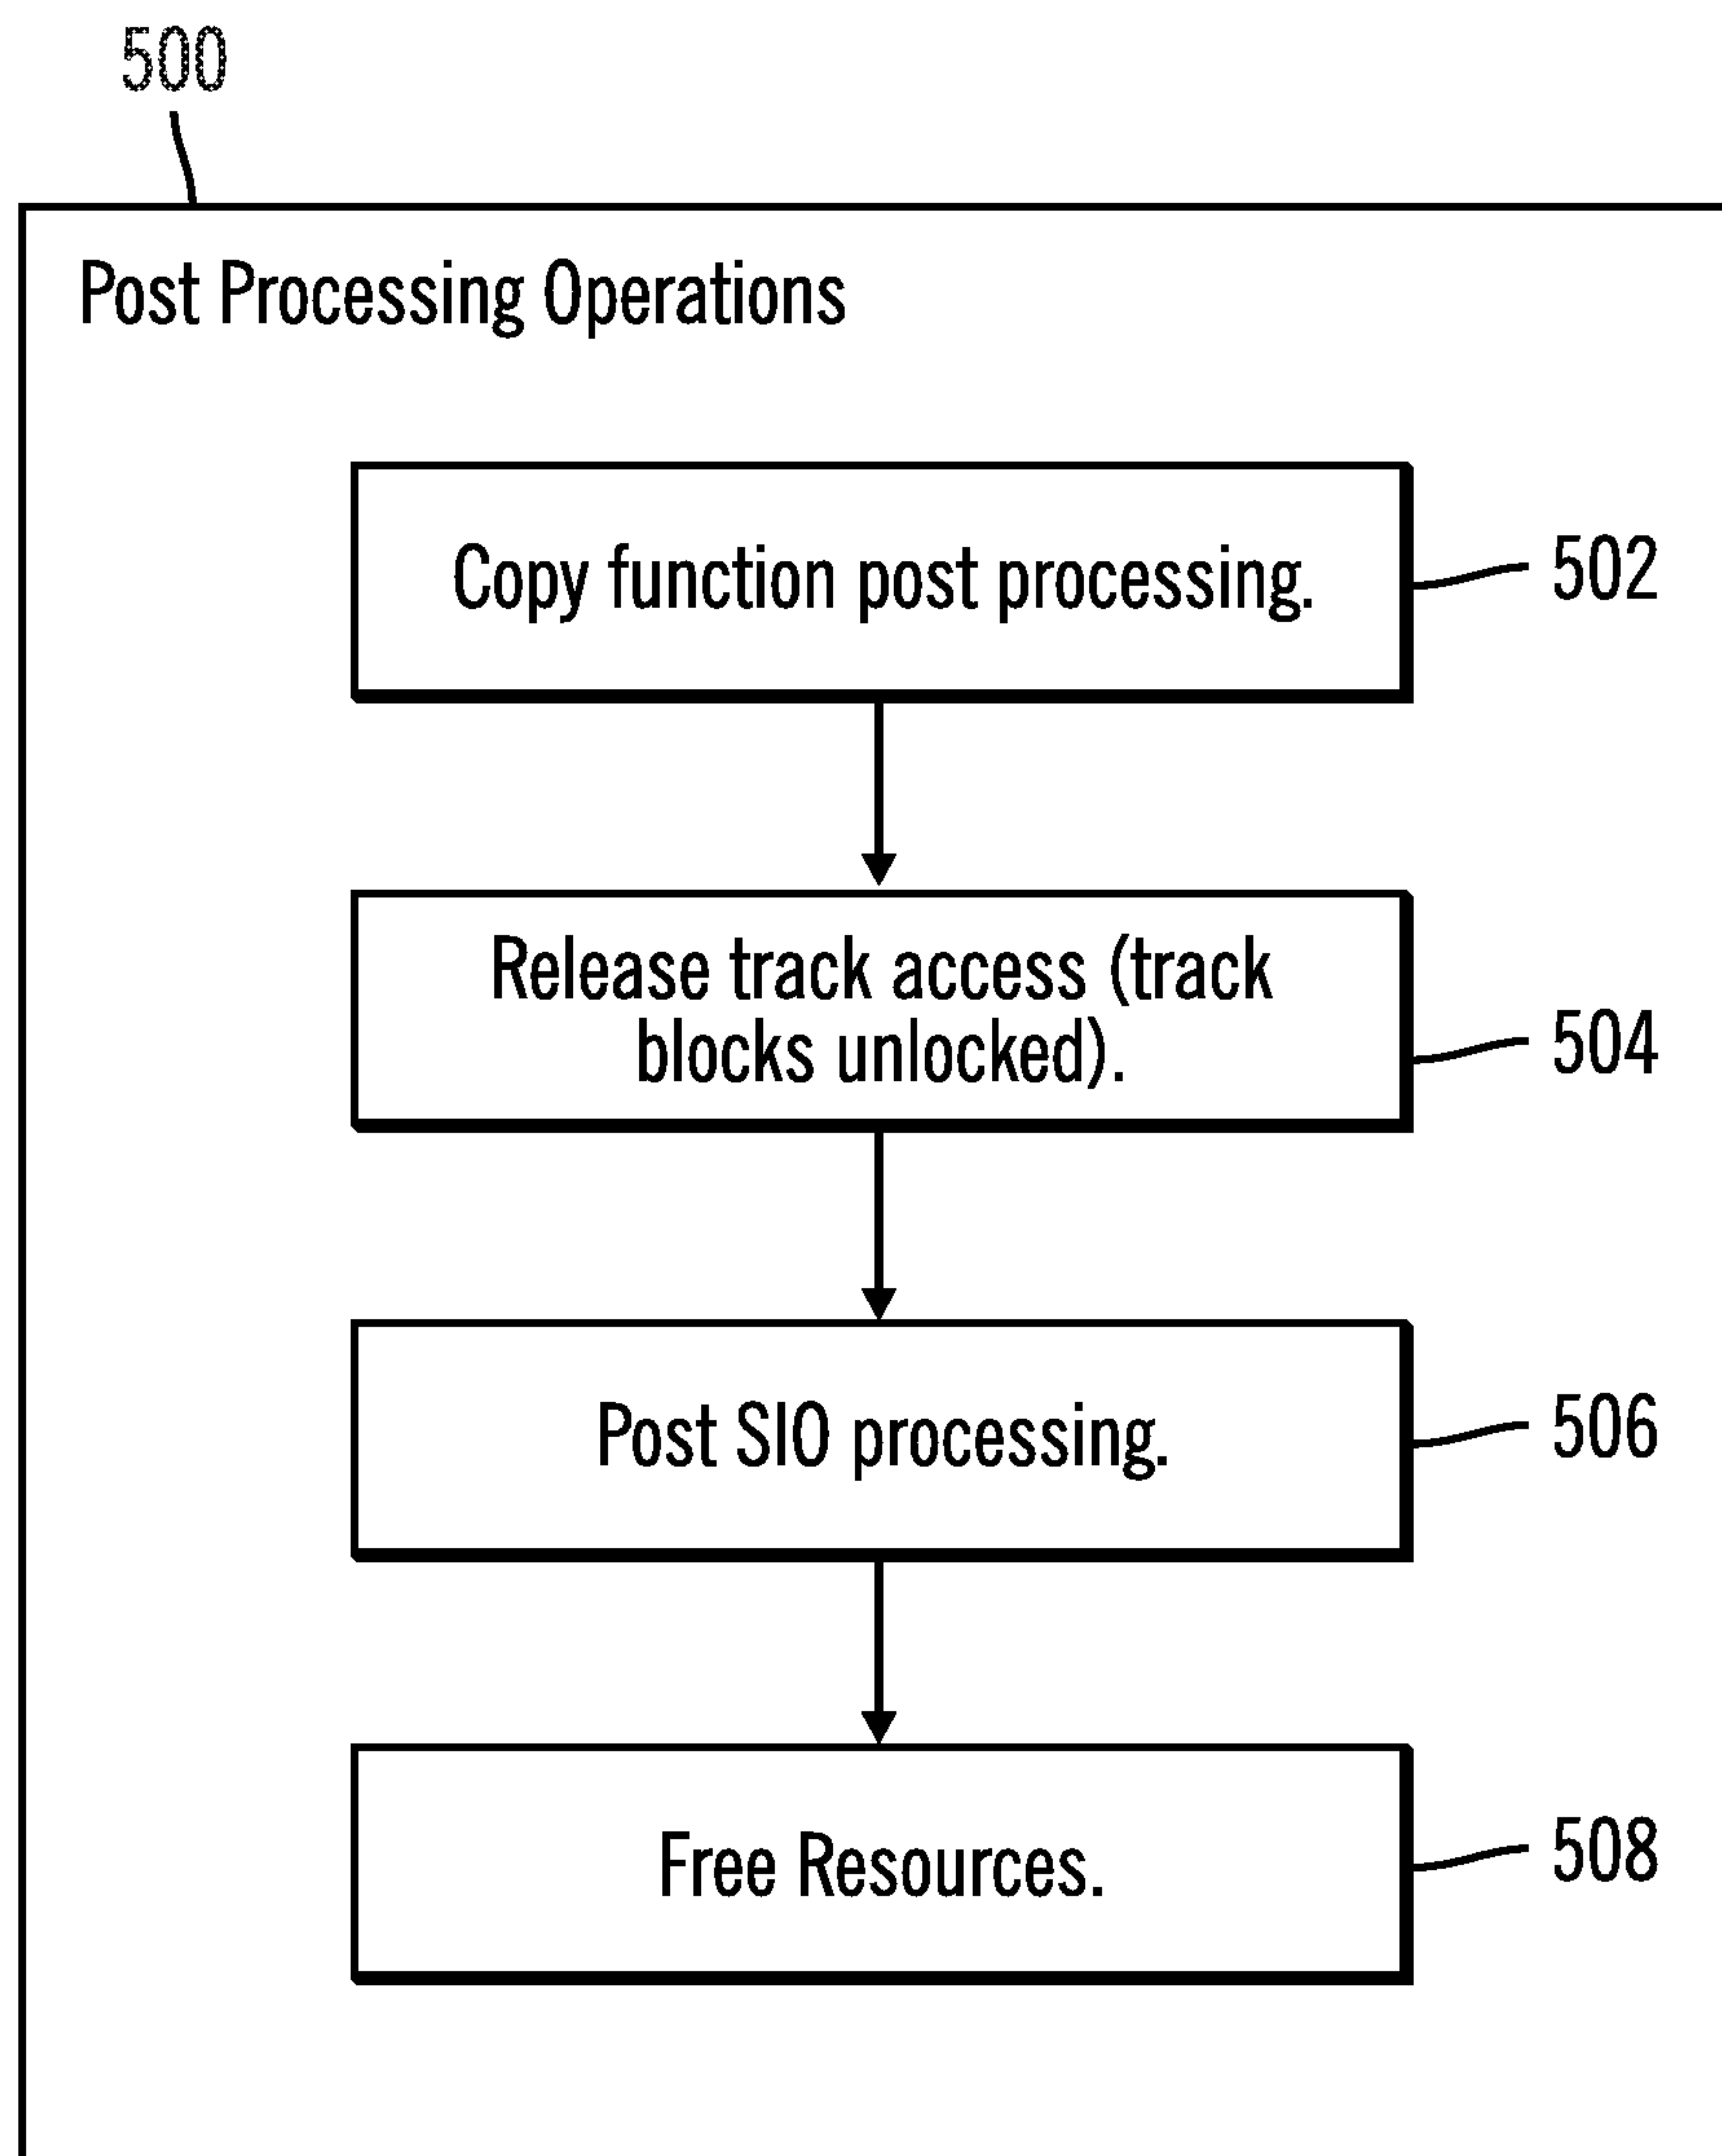 500
Post Processing Operations
Copy function post processing.
502
Release track access (track
blocks unlocked).
504
Post SIO processing.
506
Free Resources.
508